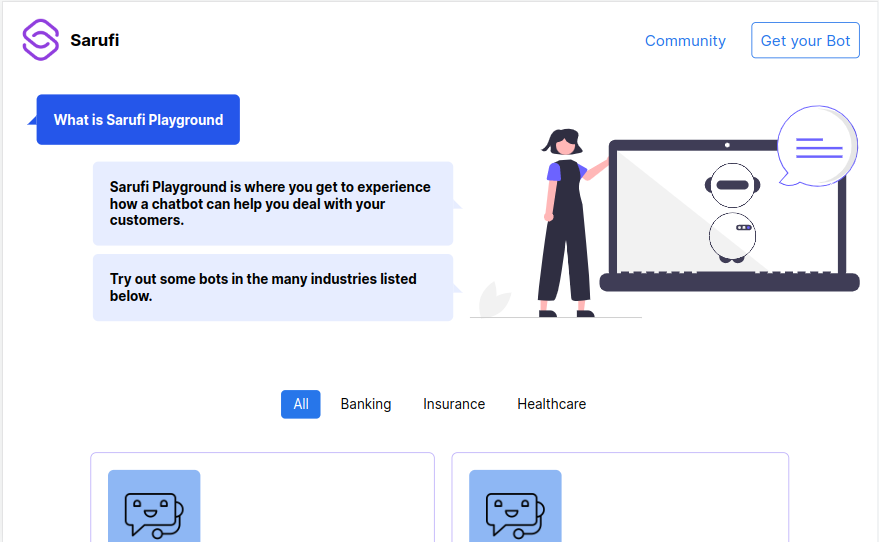 Sarufi
Community
Get your Bot
What is Sarufi Playground
Sarufi Playground is where you get to experience
how a chatbot can help you deal with your
customers.
Try out some bots in the many industries listed
below.
All
Banking
Insurance
Healthcare